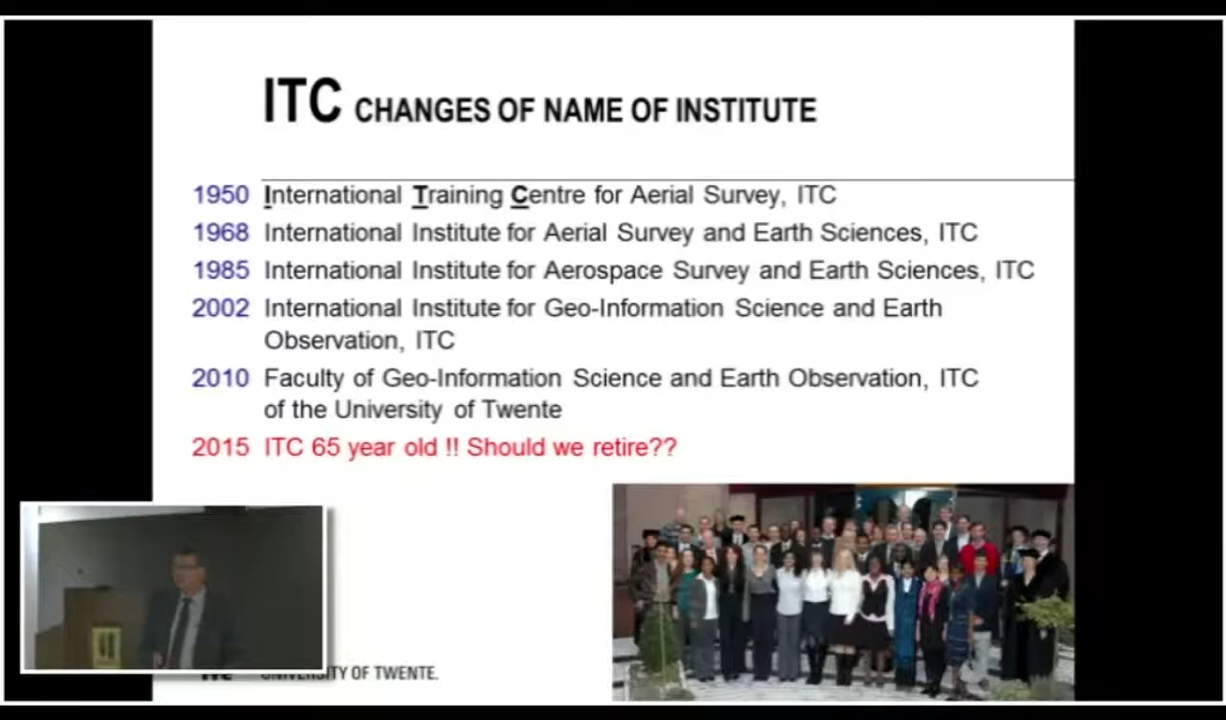 ITC CHANGES OF NAME OF INSTITUTE
1950 International Training Centre for Aerial Survey, ITC
1968 International Institute for Aerial Survey and Earth Sciences, ITC
1985 International Institute for Aerospace Survey and Earth Sciences, ITC
2002 International Institute for Geo-Information Science and Earth
Observation, ITC
2010 Faculty of Geo-Information Science and Earth Observation, ITC
of the University of Twente
2015 ITC 65 year old !! Should we retire??
UNIVERSITY OF TWENTE.